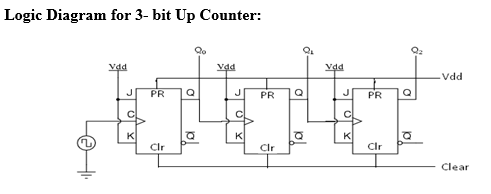 Logic Diagram for 3- bit Up Counter:
Q₀ Q₁ Q₂
Vdd Vdd Vdd
Vdd
J PR Q J PR Q J PR Q
C C C
K Clr Q̅ K Clr Q̅ K Clr Q̅
Clear